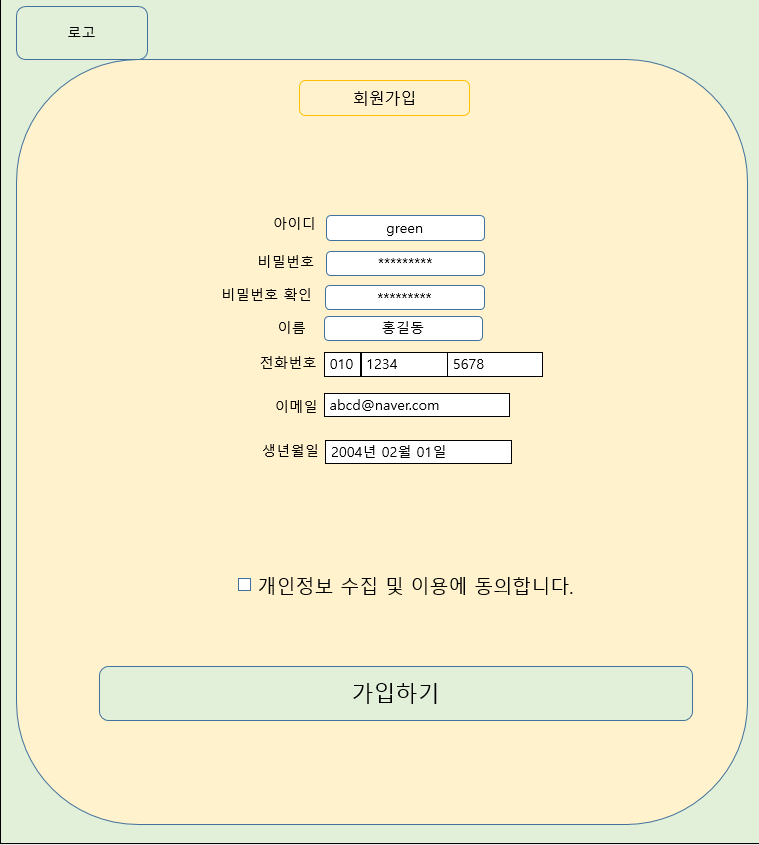 로고
회원가입
아이디 green
비밀번호 *********
비밀번호 확인 *********
이름 홍길동
전화번호 010 1234 5678
이메일 abcd@naver.com
생년월일 2004년 02월 01일
개인정보 수집 및 이용에 동의합니다.
가입하기